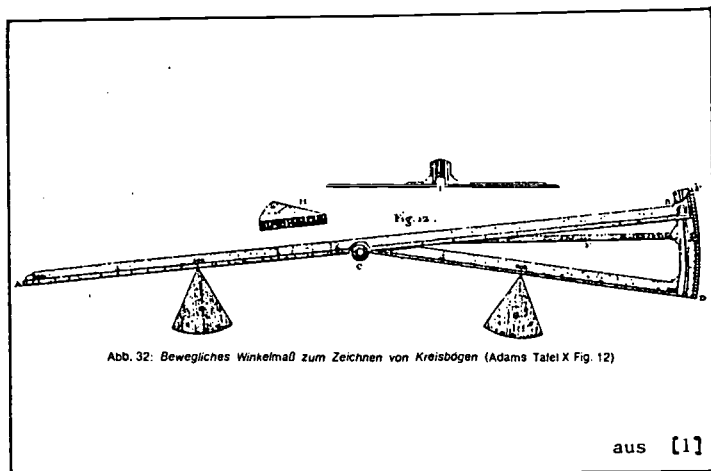 H
Fig. 12.
A
C
B
D
Abb. 32: Bewegliches Winkelmaß zum Zeichnen von Kreisbögen (Adams Tafel X Fig. 12)
aus [1]